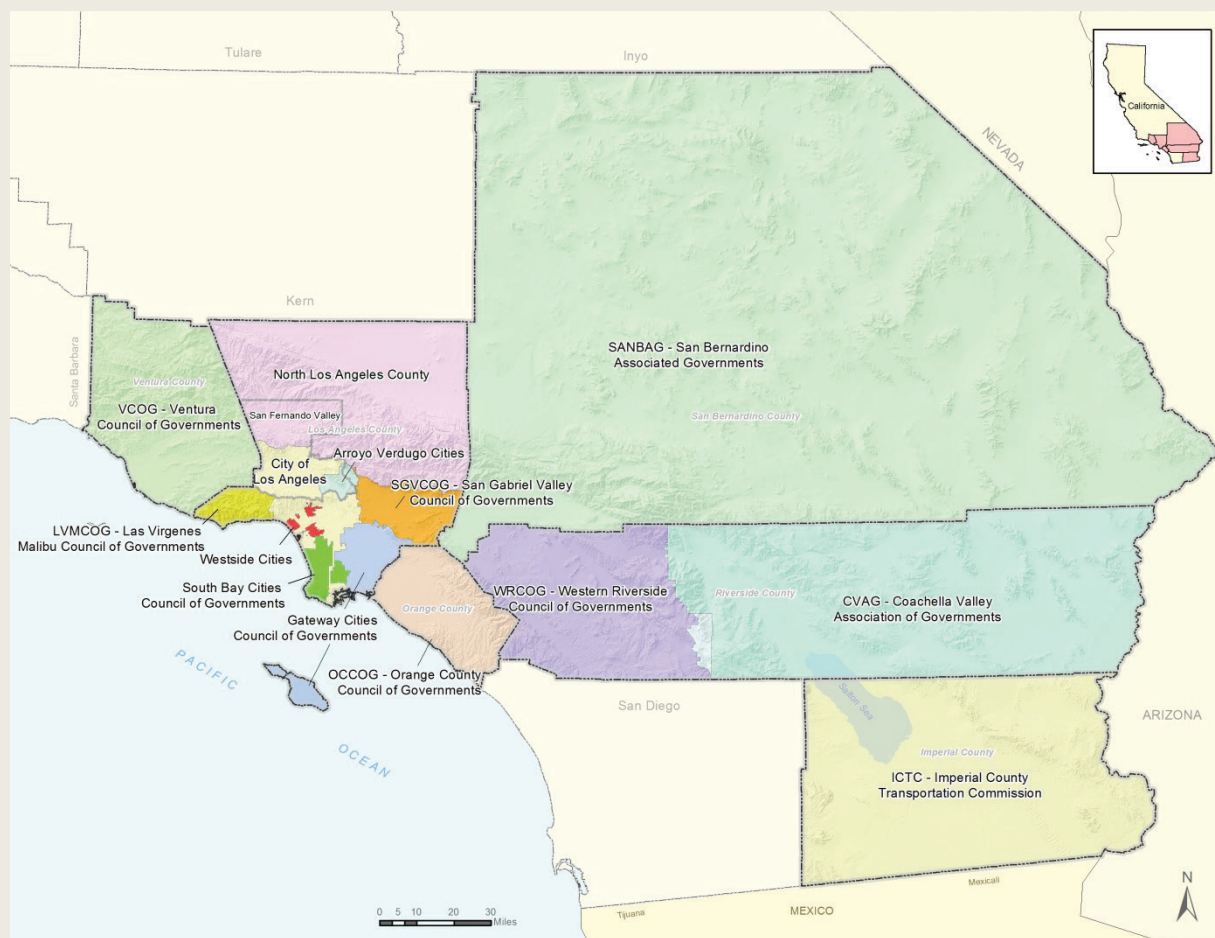 Tulare
Inyo
California
NEVADA
Kern
Santa Barbara
SANBAG - San Bernardino
Associated Governments
North Los Angeles County
Ventura County
VCOG - Ventura
Council of Governments
San Fernando Valley
Los Angeles County
San Bernardino County
Arroyo Verdugo Cities
City of
Los Angeles
SGVCOG - San Gabriel Valley
Council of Governments
LVMCOG - Las Virgenes
Malibu Council of Governments
Westside Cities
South Bay Cities
Council of Governments
WRCOG - Western Riverside
Council of Governments
Riverside County
CVAG - Coachella Valley
Association of Governments
Orange County
Gateway Cities
Council of Governments
PACIFIC
OCEAN
OCCOG - Orange County
Council of Governments
San Diego
Salton Sea
ARIZONA
Imperial County
ICTC - Imperial County
Transportation Commission
N
0 5 10 20 30
Miles
Tijuana
MEXICO
Mexicali